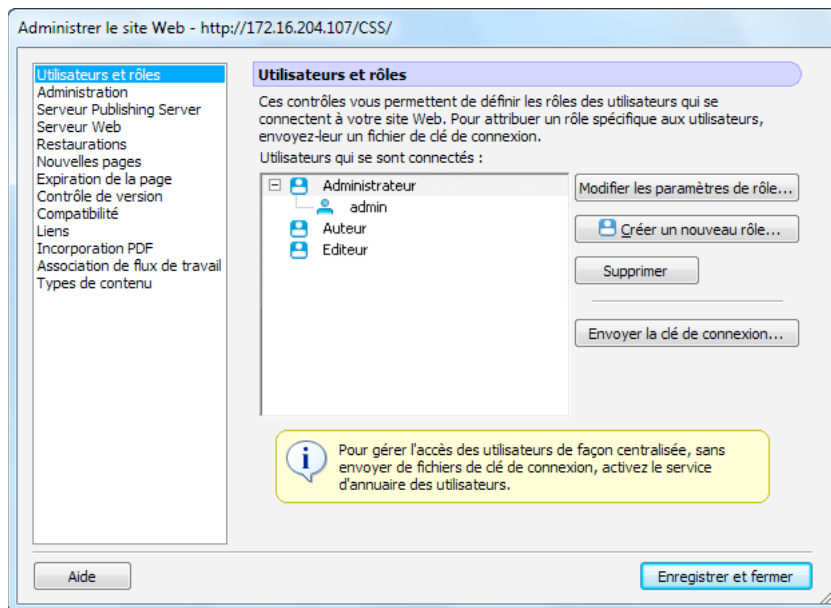 Administrer le site Web - http://172.16.204.107/CSS/
Utilisateurs et rôles
Administration
Serveur Publishing Server
Serveur Web
Restaurations
Nouvelles pages
Expiration de la page
Contrôle de version
Compatibilité
Liens
Incorporation PDF
Association de flux de travail
Types de contenu
Utilisateurs et rôles
Ces contrôles vous permettent de définir les rôles des utilisateurs qui se
connectent à votre site Web. Pour attribuer un rôle spécifique aux utilisateurs,
envoyez-leur un fichier de clé de connexion.
Utilisateurs qui se sont connectés :
Administrateur
admin
Auteur
Editeur
Modifier les paramètres de rôle...
Créer un nouveau rôle...
Supprimer
Envoyer la clé de connexion...
Pour gérer l'accès des utilisateurs de façon centralisée, sans
envoyer de fichiers de clé de connexion, activez le service
d'annuaire des utilisateurs.
Aide
Enregistrer et fermer